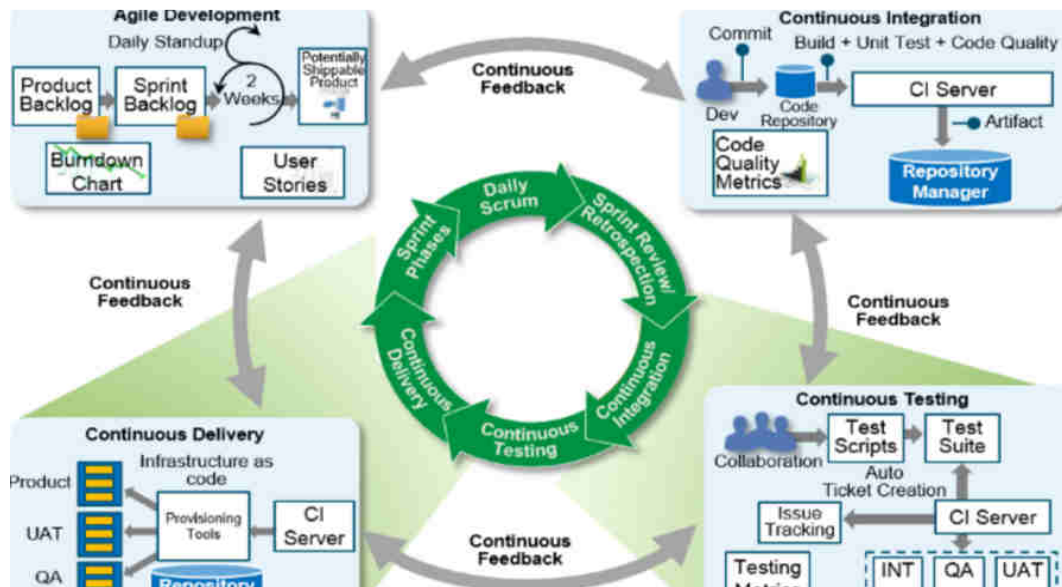 Agile Development
Daily Standup
Product
Backlog
Sprint
Backlog
2
Weeks
Potentially
Shippable
Product
Burndown
Chart
User
Stories
Continuous
Feedback
Continuous Integration
Commit
Build + Unit Test + Code Quality
Dev
Code
Repository
CI Server
Artifact
Code
Quality
Metrics
Repository
Manager
Daily
Scrum
Sprint Review/
Retrospection
Continuous
Integration
Continuous
Testing
Continuous
Delivery
Sprint
Phases
Continuous
Feedback
Continuous
Feedback
Continuous Delivery
Infrastructure as
code
Product
UAT
QA
Provisioning
Tools
CI
Server
Repository
Continuous
Feedback
Continuous Testing
Collaboration
Test
Scripts
Test
Suite
Auto
Ticket Creation
Issue
Tracking
CI Server
Testing
Metrics
INT
QA
UAT